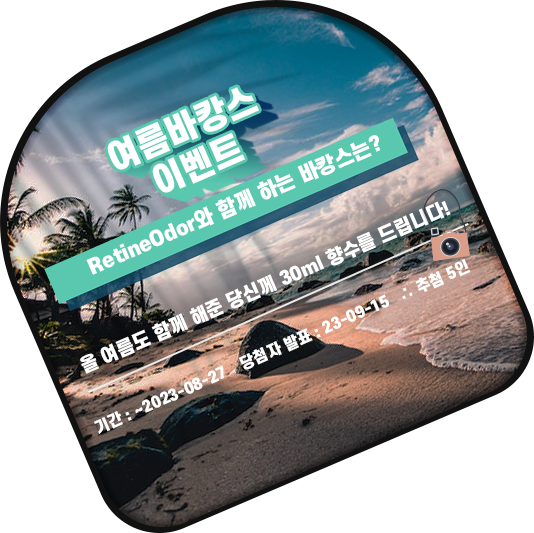 여름바캉스
이벤트
RetineOdor와 함께 하는 바캉스는?
올 여름도 함께 해준 당신께 30ml 향수를 드립니다!
기간 : ~2023-08-27 당첨자 발표 : 23-09-15 ∴ 추첨 5인